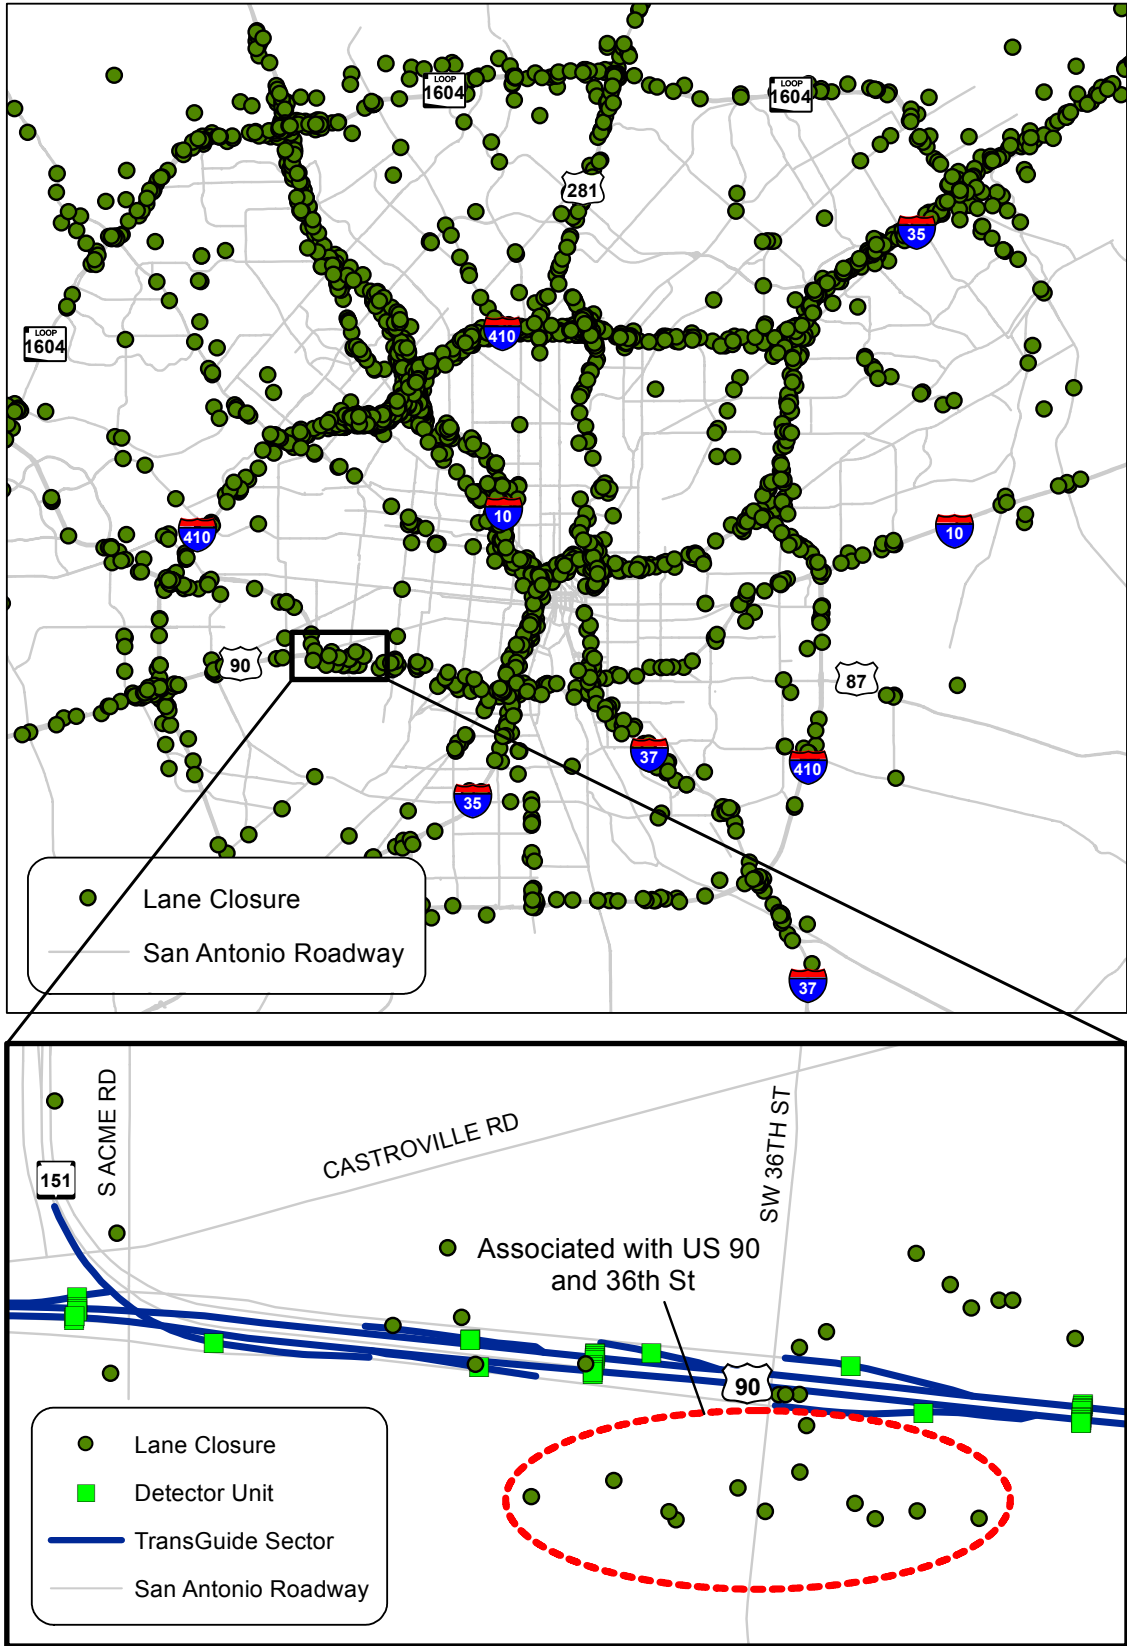 LOOP
1604
LOOP
1604
281
35
LOOP
1604
410
10
410
10
90
87
37
410
35
Lane Closure
San Antonio Roadway
37
S ACME RD
CASTROVILLE RD
SW 36TH ST
151
Associated with US 90
and 36th St
90
Lane Closure
Detector Unit
TransGuide Sector
San Antonio Roadway